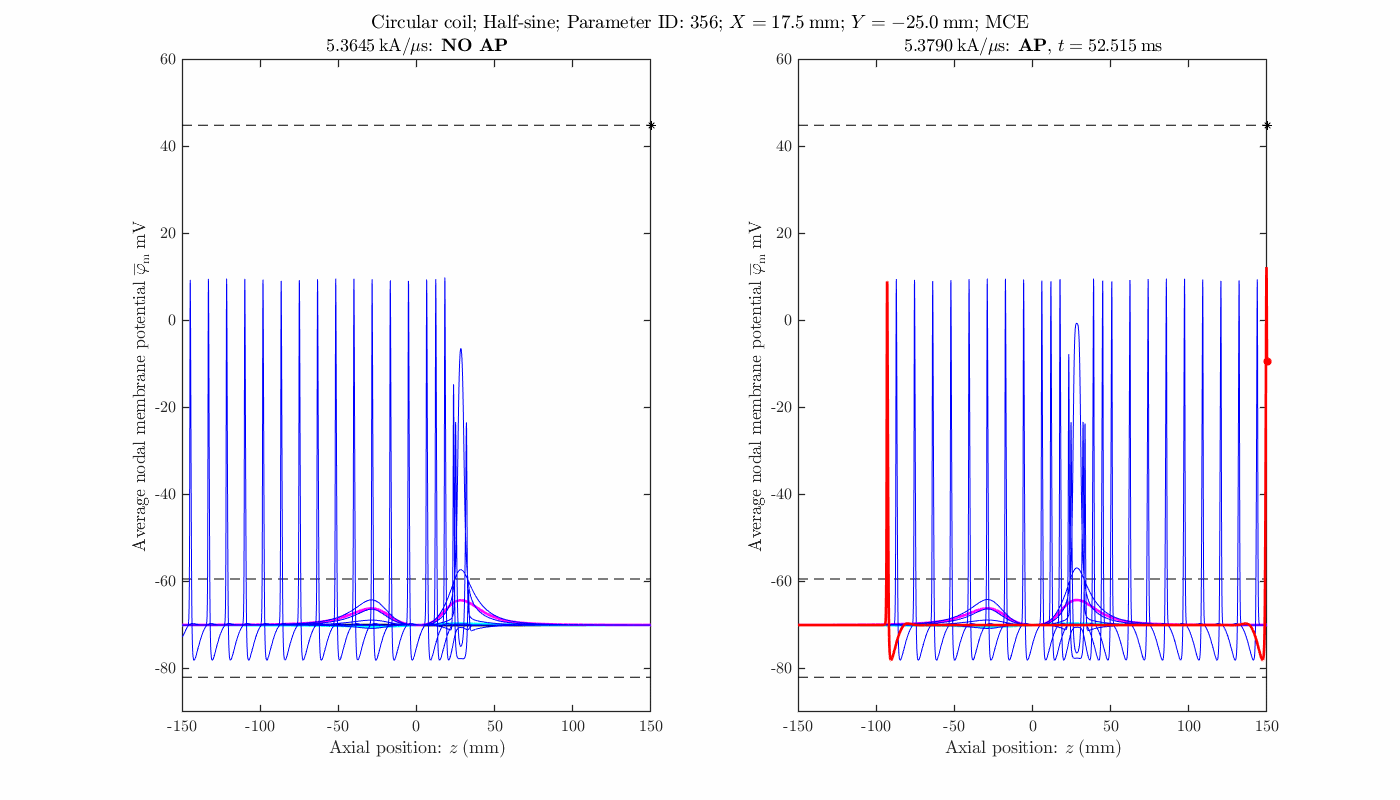 Circular coil; Half-sine; Parameter ID: 356; X = 17.5 mm; Y = −25.0 mm; MCE
5.3645 kA/μs: NO AP
60
40
20
0
-20
-40
-60
-80
Average nodal membrane potential φ̅m mV
-150 -100 -50 0 50 100 150
Axial position: z (mm)
5.3790 kA/μs: AP, t = 52.515 ms
60
40
20
0
-20
-40
-60
-80
Average nodal membrane potential φ̅m mV
-150 -100 -50 0 50 100 150
Axial position: z (mm)